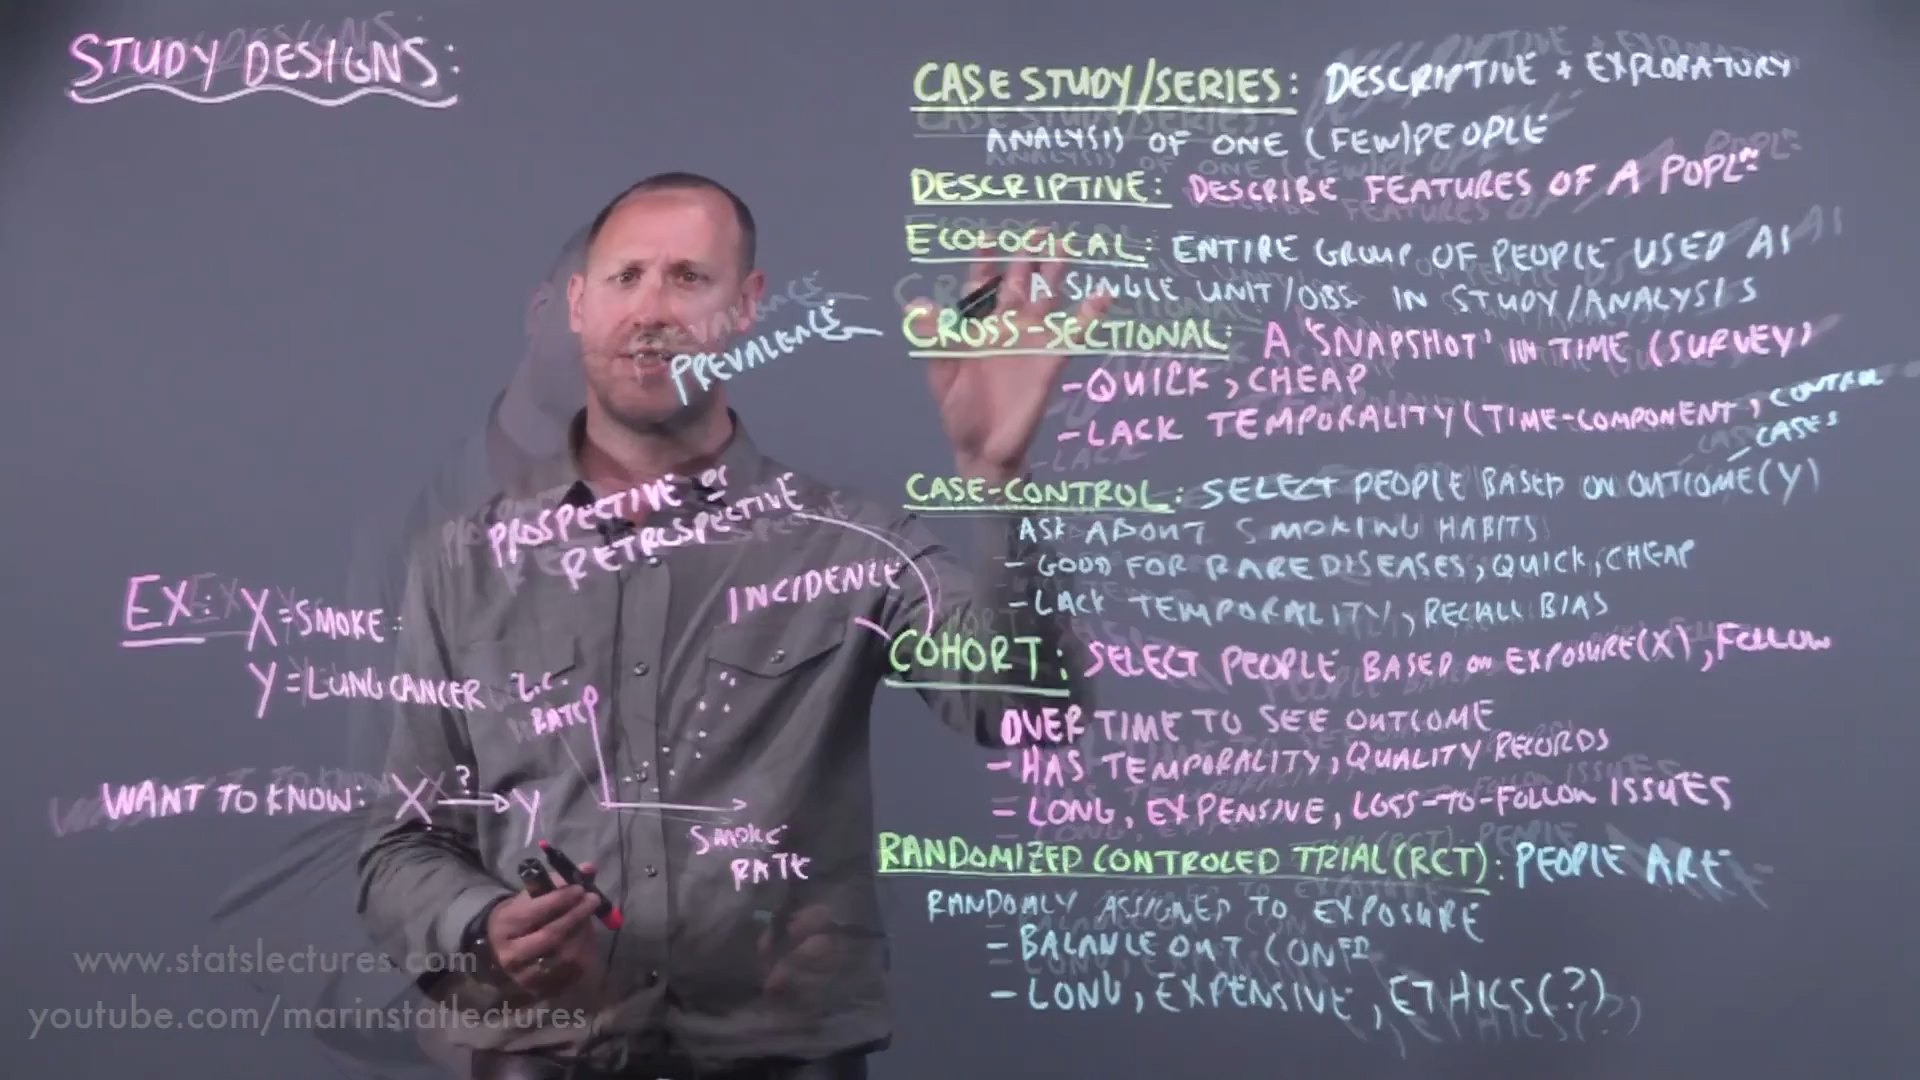 STUDY DESIGNS:
CASE STUDY/SERIES: DESCRIPTIVE + EXPLORATORY
ANALYSIS OF ONE (FEW)PEOPLE
DESCRIPTIVE: DESCRIBE FEATURES OF A POPL~
ECOLOGICAL: ENTIRE GROUP OF PEOPLE USED AS
A SINGLE UNIT/OBS IN STUDY/ANALYSIS
PREVALENCE
CROSS-SECTIONAL: A 'SNAPSHOT' IN TIME (SURVEY)
-QUICK, CHEAP
-LACK TEMPORALITY (TIME-COMPONENT)
CONTROL
CASES
CASE-CONTROL: SELECT PEOPLE BASED ON OUTCOME(Y)
ASK ABOUT SMOKING HABITS
- GOOD FOR RARE DISEASES, QUICK, CHEAP
- LACK TEMPORALITY, RECALL BIAS
PROSPECTIVE or
RETROSPECTIVE
INCIDENCE
COHORT: SELECT PEOPLE BASED ON EXPOSURE(X), FOLLOW
OVER TIME TO SEE OUTCOME
- HAS TEMPORALITY, QUALITY RECORDS
- LONG, EXPENSIVE, LOSS-TO-FOLLOW ISSUES
RANDOMIZED CONTROLED TRIAL (RCT): PEOPLE ARE
RANDOMLY ASSIGNED TO EXPOSURE
- BALANCE OUT CONFD
- LONG, EXPENSIVE, ETHICS(?)
EX: X=SMOKE:
Y=LUNG CANCER
L.C.
RATE
SMOKE
RATE
WANT TO KNOW: X ?→ Y
www.statslectures.com
youtube.com/marinstatlectures